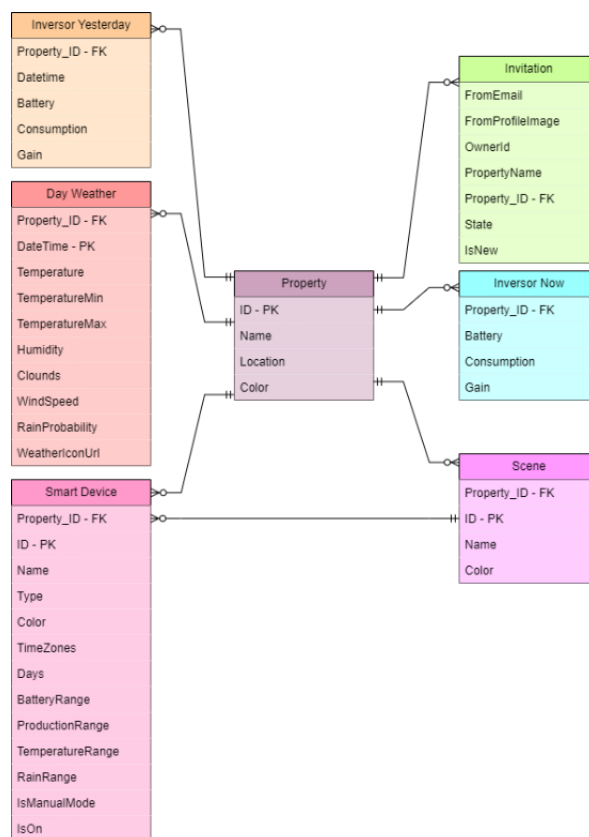 Inversor Yesterday
Property_ID - FK
Datetime
Battery
Consumption
Gain
Day Weather
Property_ID - FK
DateTime - PK
Temperature
TemperatureMin
TemperatureMax
Humidity
Clounds
WindSpeed
RainProbability
WeatherIconUrl
Smart Device
Property_ID - FK
ID - PK
Name
Type
Color
TimeZones
Days
BatteryRange
ProductionRange
TemperatureRange
RainRange
IsManualMode
IsOn
Property
ID - PK
Name
Location
Color
Invitation
FromEmail
FromProfileImage
OwnerId
PropertyName
Property_ID - FK
State
IsNew
Inversor Now
Property_ID - FK
Battery
Consumption
Gain
Scene
Property_ID - FK
ID - PK
Name
Color